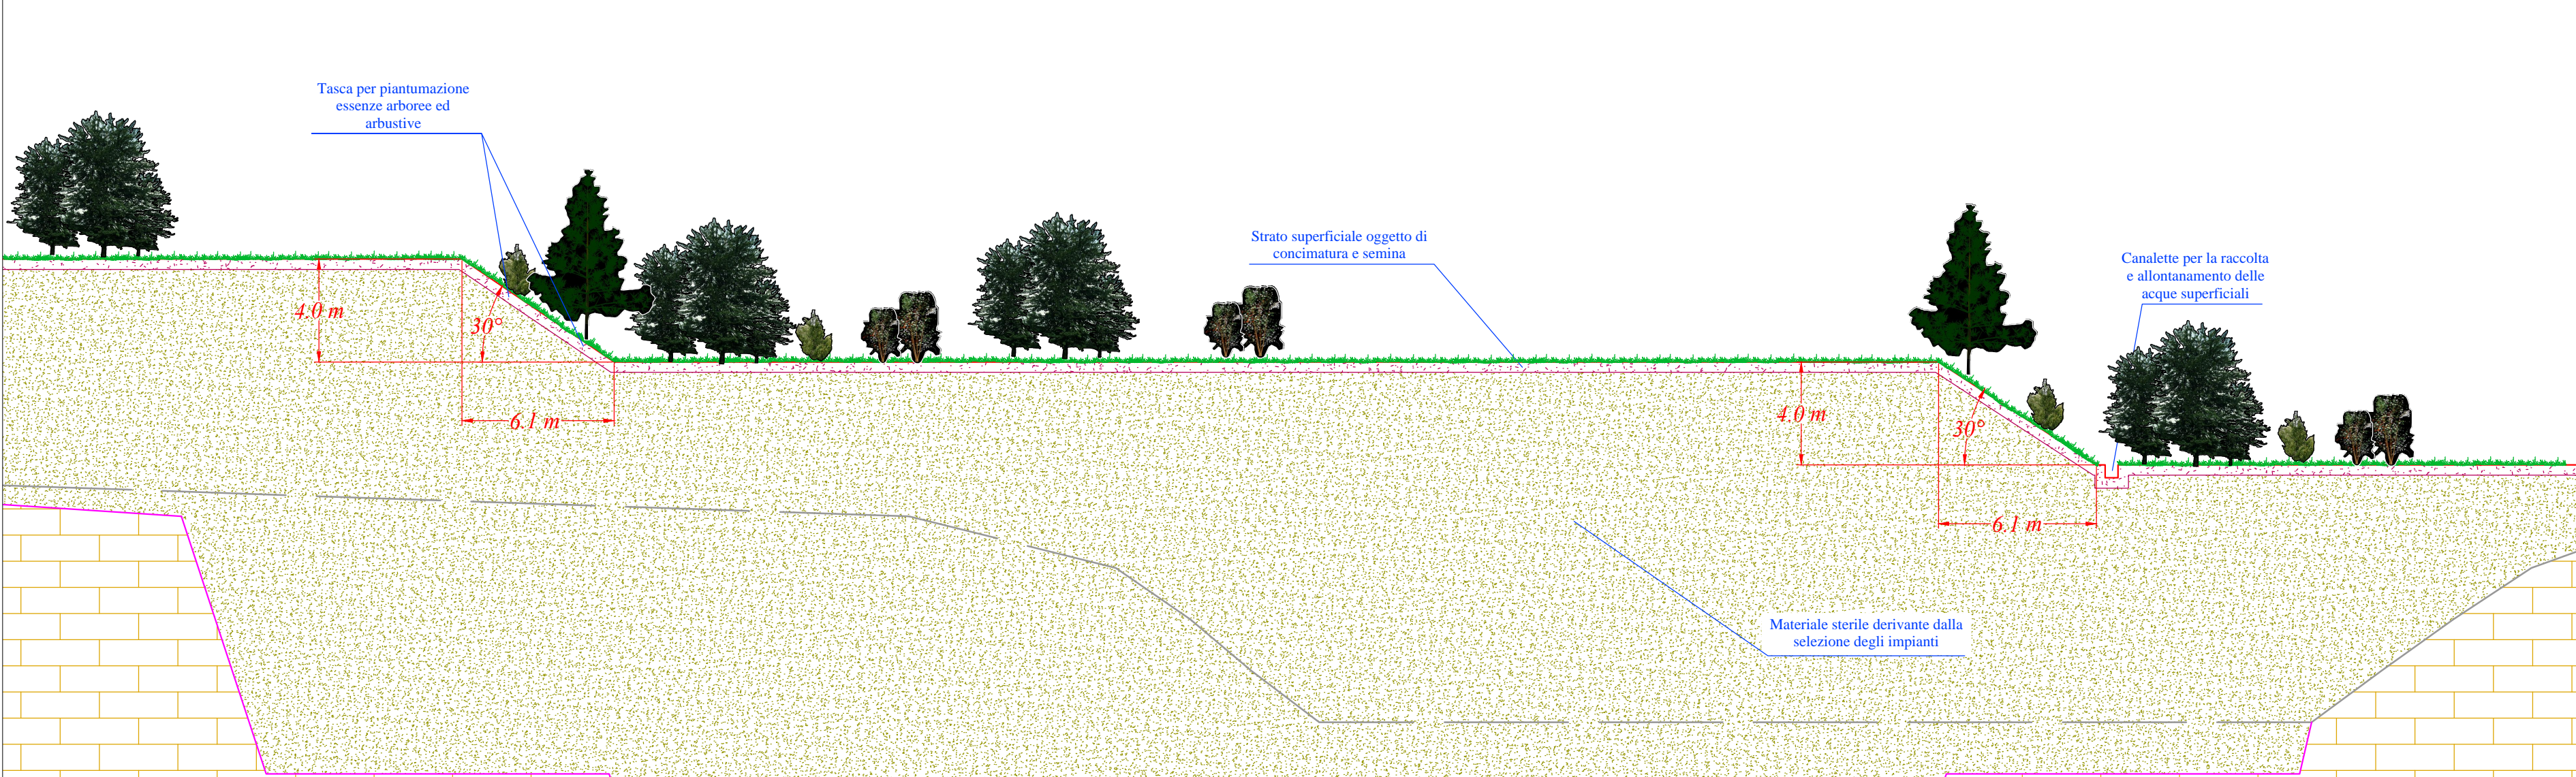 Tasca per piantumazione
essenze arboree ed
arbustive
Strato superficiale oggetto di
concimatura e semina
Canalette per la raccolta
e allontanamento delle
acque superficiali
4.0 m
30°
6.1 m
4.0 m
30°
6.1 m
Materiale sterile derivante dalla
selezione degli impianti